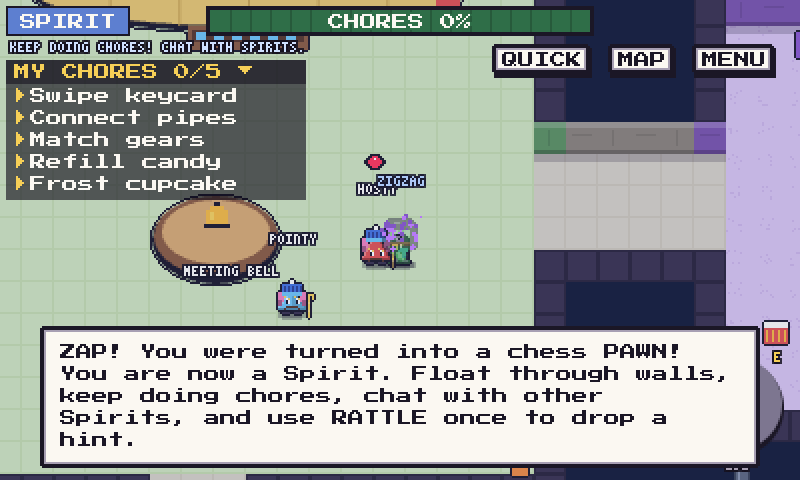 SPIRIT
CHORES 0%
KEEP DOING CHORES! CHAT WITH SPIRITS.
QUICK
MAP
MENU
MY CHORES 0/5
Swipe keycard
Connect pipes
Match gears
Refill candy
Frost cupcake
ZIGZAG
POINTY
MEETING BELL
ZAP! You were turned into a chess PAWN!
You are now a Spirit. Float through walls,
keep doing chores, chat with other
Spirits, and use RATTLE once to drop a
hint.
E